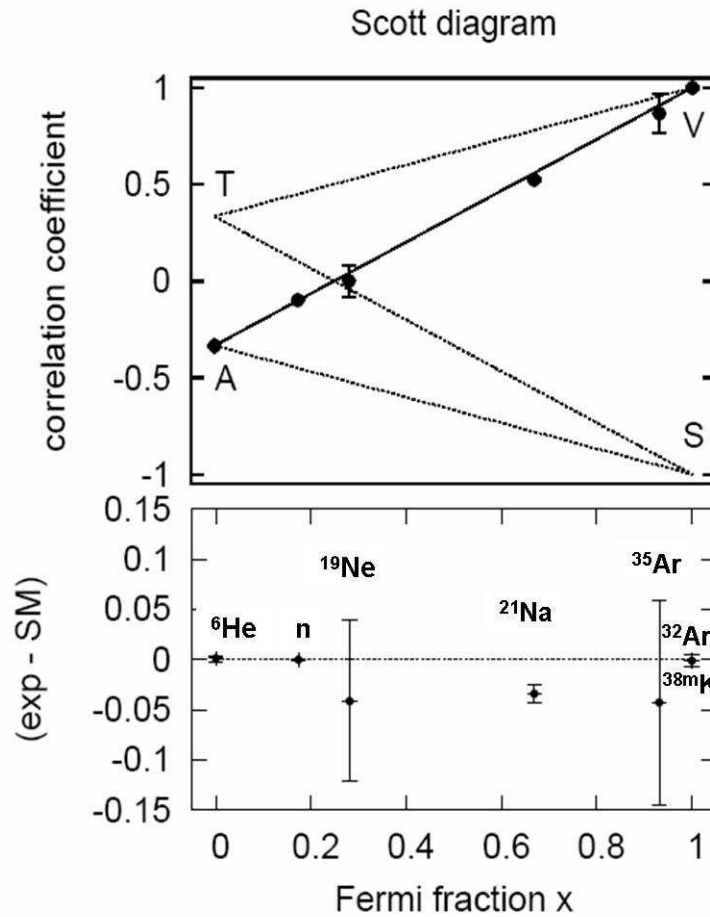 Scott diagram
correlation coefficient
1
0.5
0
-0.5
-1
T
A
V
S
(exp - SM)
0.15
0.1
0.05
0
-0.05
-0.1
-0.15
⁶He
n
¹⁹Ne
²¹Na
³⁵Ar
³²Ar
³⁸ᵐK
0 0.2 0.4 0.6 0.8 1
Fermi fraction x